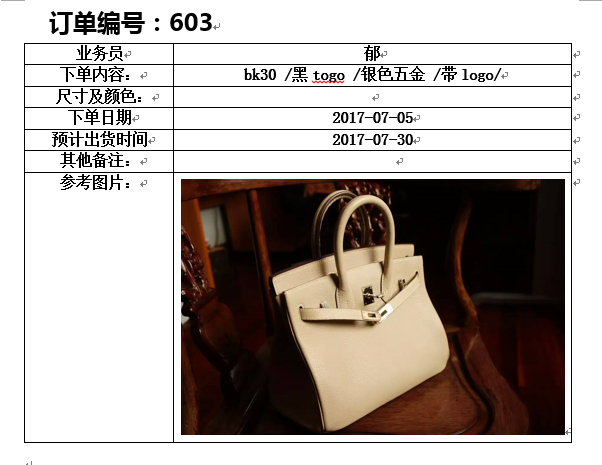 订单编号：603
业务员 郁
下单内容： bk30 /黑 togo /银色五金 /带 logo/
尺寸及颜色：
下单日期 2017-07-05
预计出货时间 2017-07-30
其他备注：
参考图片：